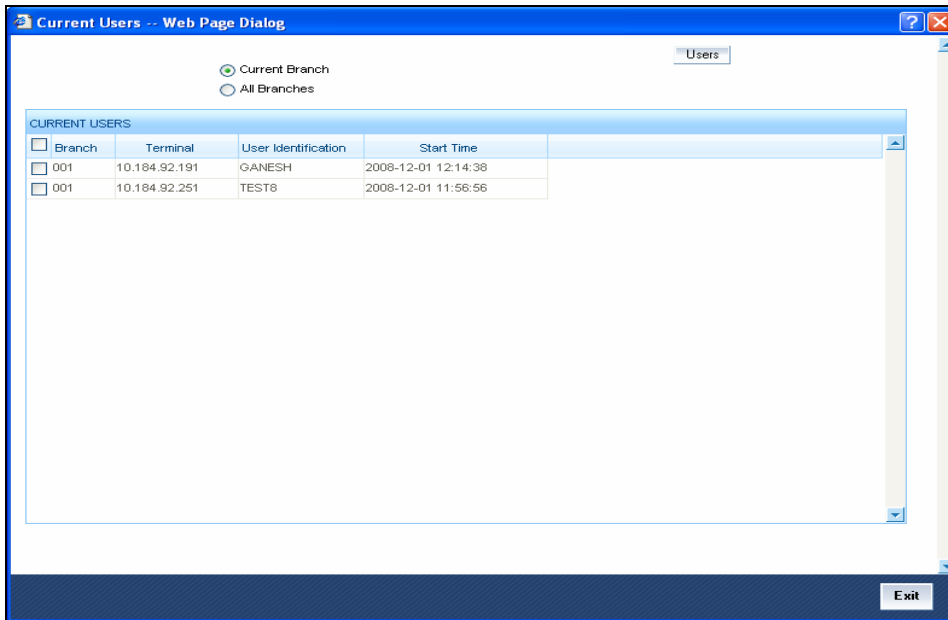 Current Users -- Web Page Dialog
Users
Current Branch
All Branches
CURRENT USERS
Branch Terminal User Identification Start Time
001 10.184.92.191 GANESH 2008-12-01 12:14:38
001 10.184.92.251 TEST8 2008-12-01 11:56:56
Exit